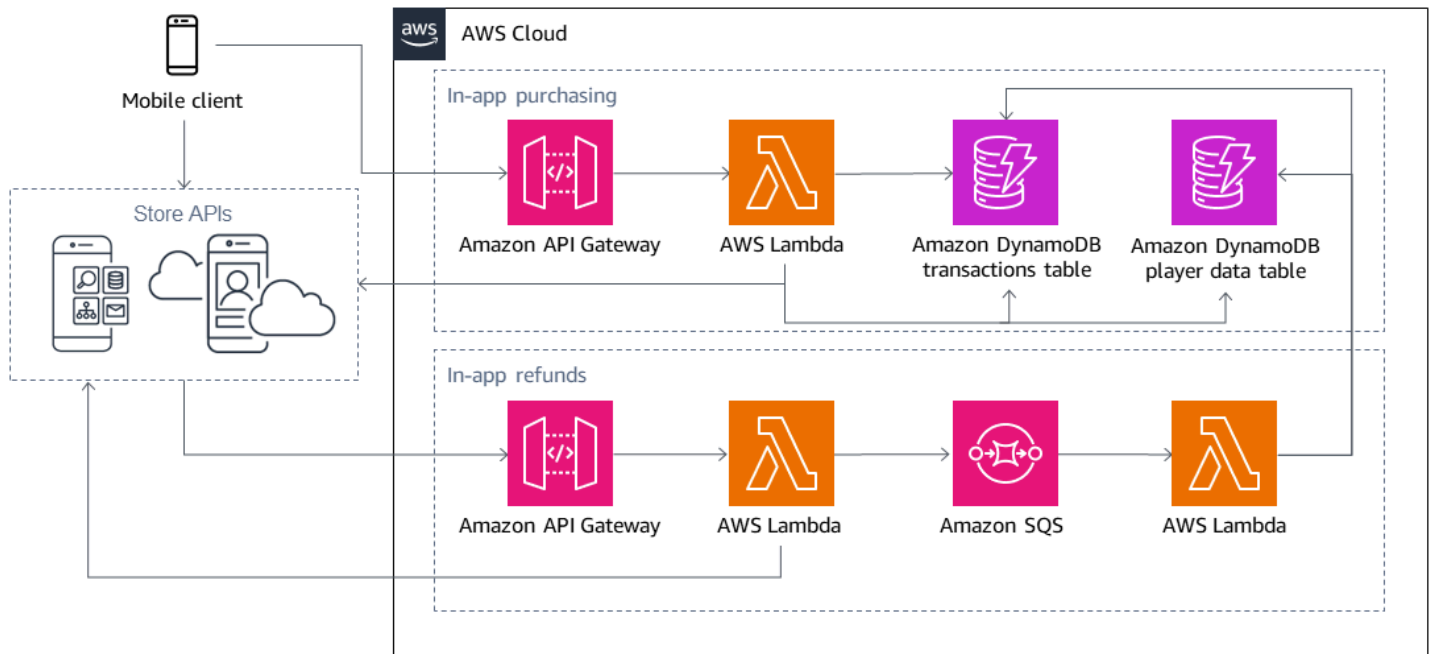 aws
AWS Cloud
Mobile client
In-app purchasing
</>
Amazon API Gateway
AWS Lambda
Amazon DynamoDB
transactions table
Amazon DynamoDB
player data table
Store APIs
In-app refunds
</>
Amazon API Gateway
AWS Lambda
Amazon SQS
AWS Lambda